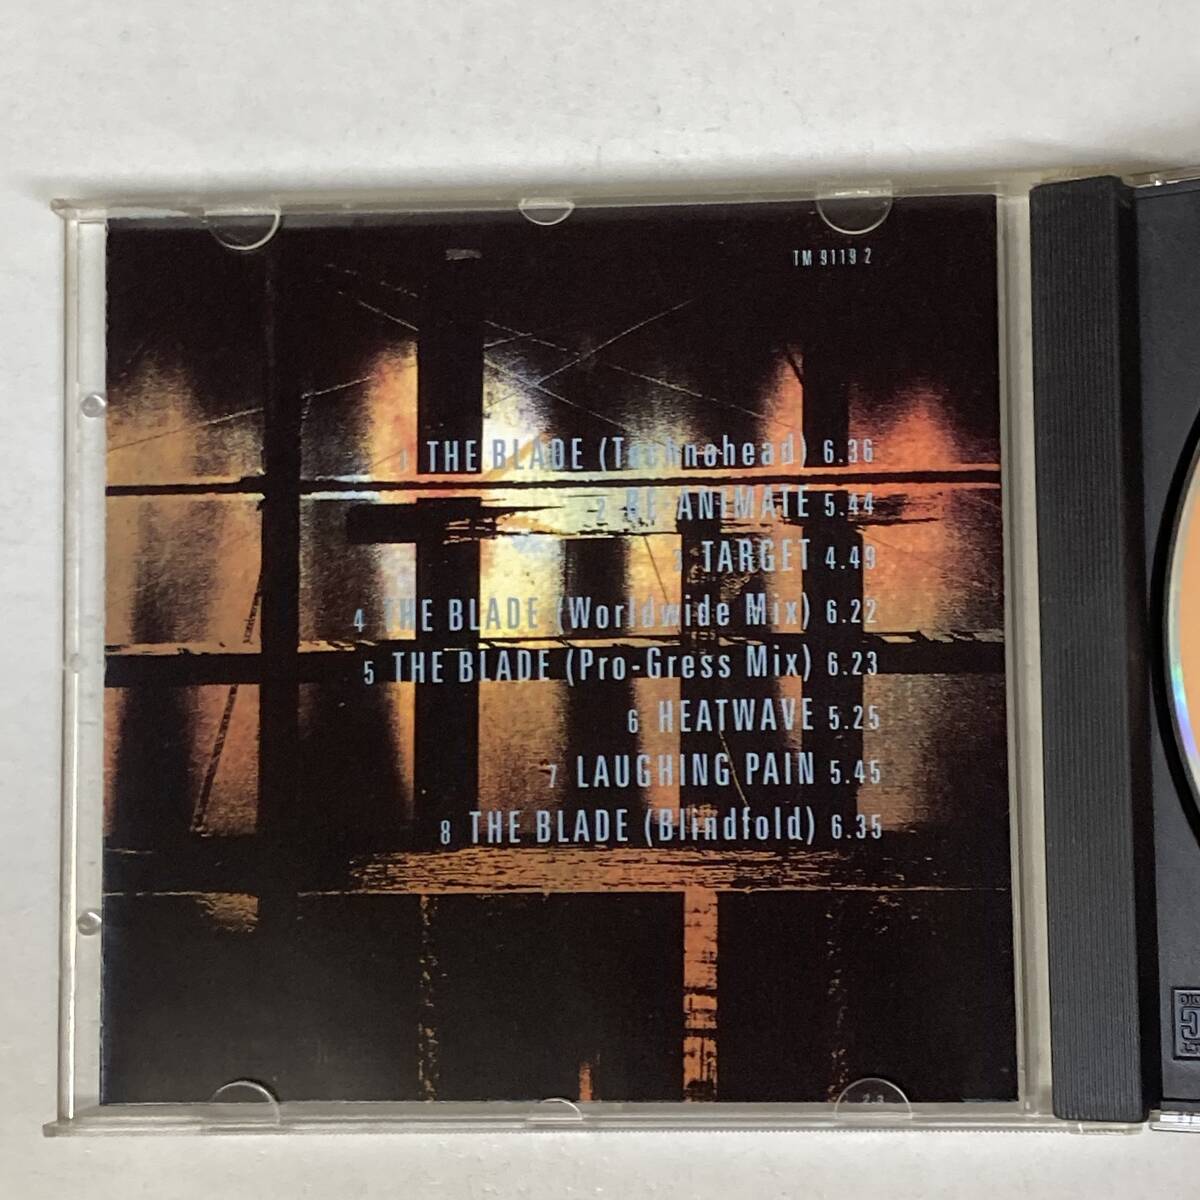 TM 9119 2
1 THE BLADE (Technohead) 6.36
2 RE-ANIMATE 5.44
3 TARGET 4.49
4 THE BLADE (Worldwide Mix) 6.22
5 THE BLADE (Pro-Gress Mix) 6.23
6 HEATWAVE 5.25
7 LAUGHING PAIN 5.45
8 THE BLADE (Blindfold) 6.35